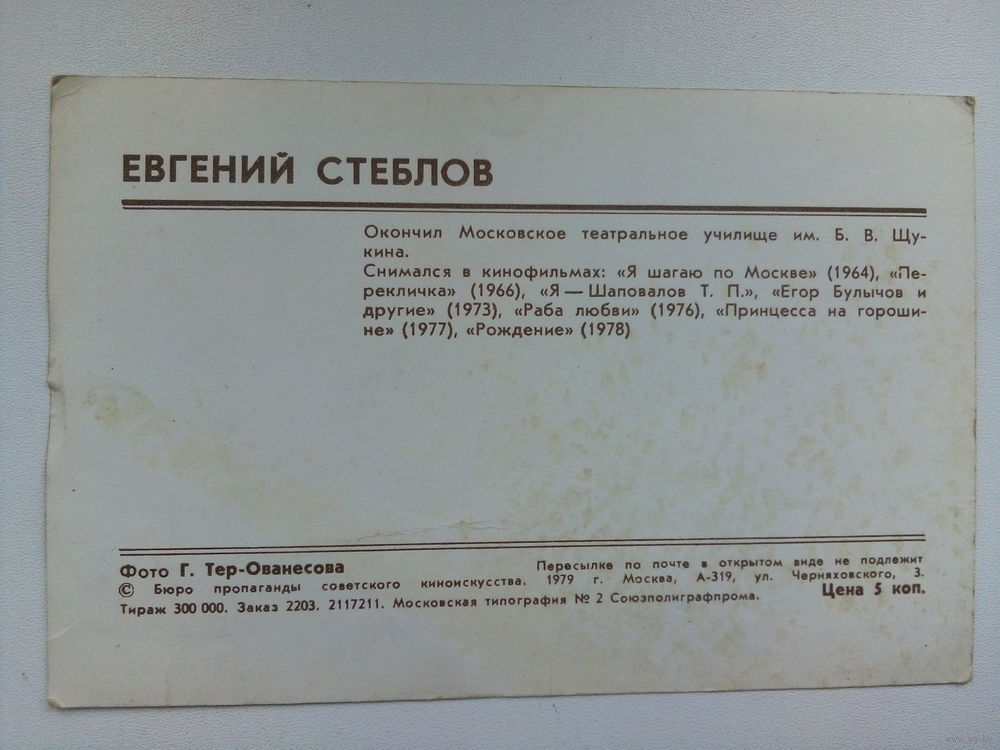 ЕВГЕНИЙ СТЕБЛОВ
Окончил Московское театральное училище им. Б. В. Щу-
кина.
Снимался в кинофильмах: «Я шагаю по Москве» (1964), «Пе-
рекличка» (1966), «Я — Шаповалов Т. П.», «Егор Булычов и
другие» (1973), «Раба любви» (1976), «Принцесса на гороши-
не» (1977), «Рождение» (1978)
Фото Г. Тер-Ованесова
Пересылке по почте в открытом виде не подлежит
© Бюро пропаганды советского киноискусства. 1979 г. Москва, А-319, ул. Черняховского, 3.
Тираж 300 000. Заказ 2203. 2117211. Московская типография № 2 Союзполиграфпрома.
Цена 5 коп.